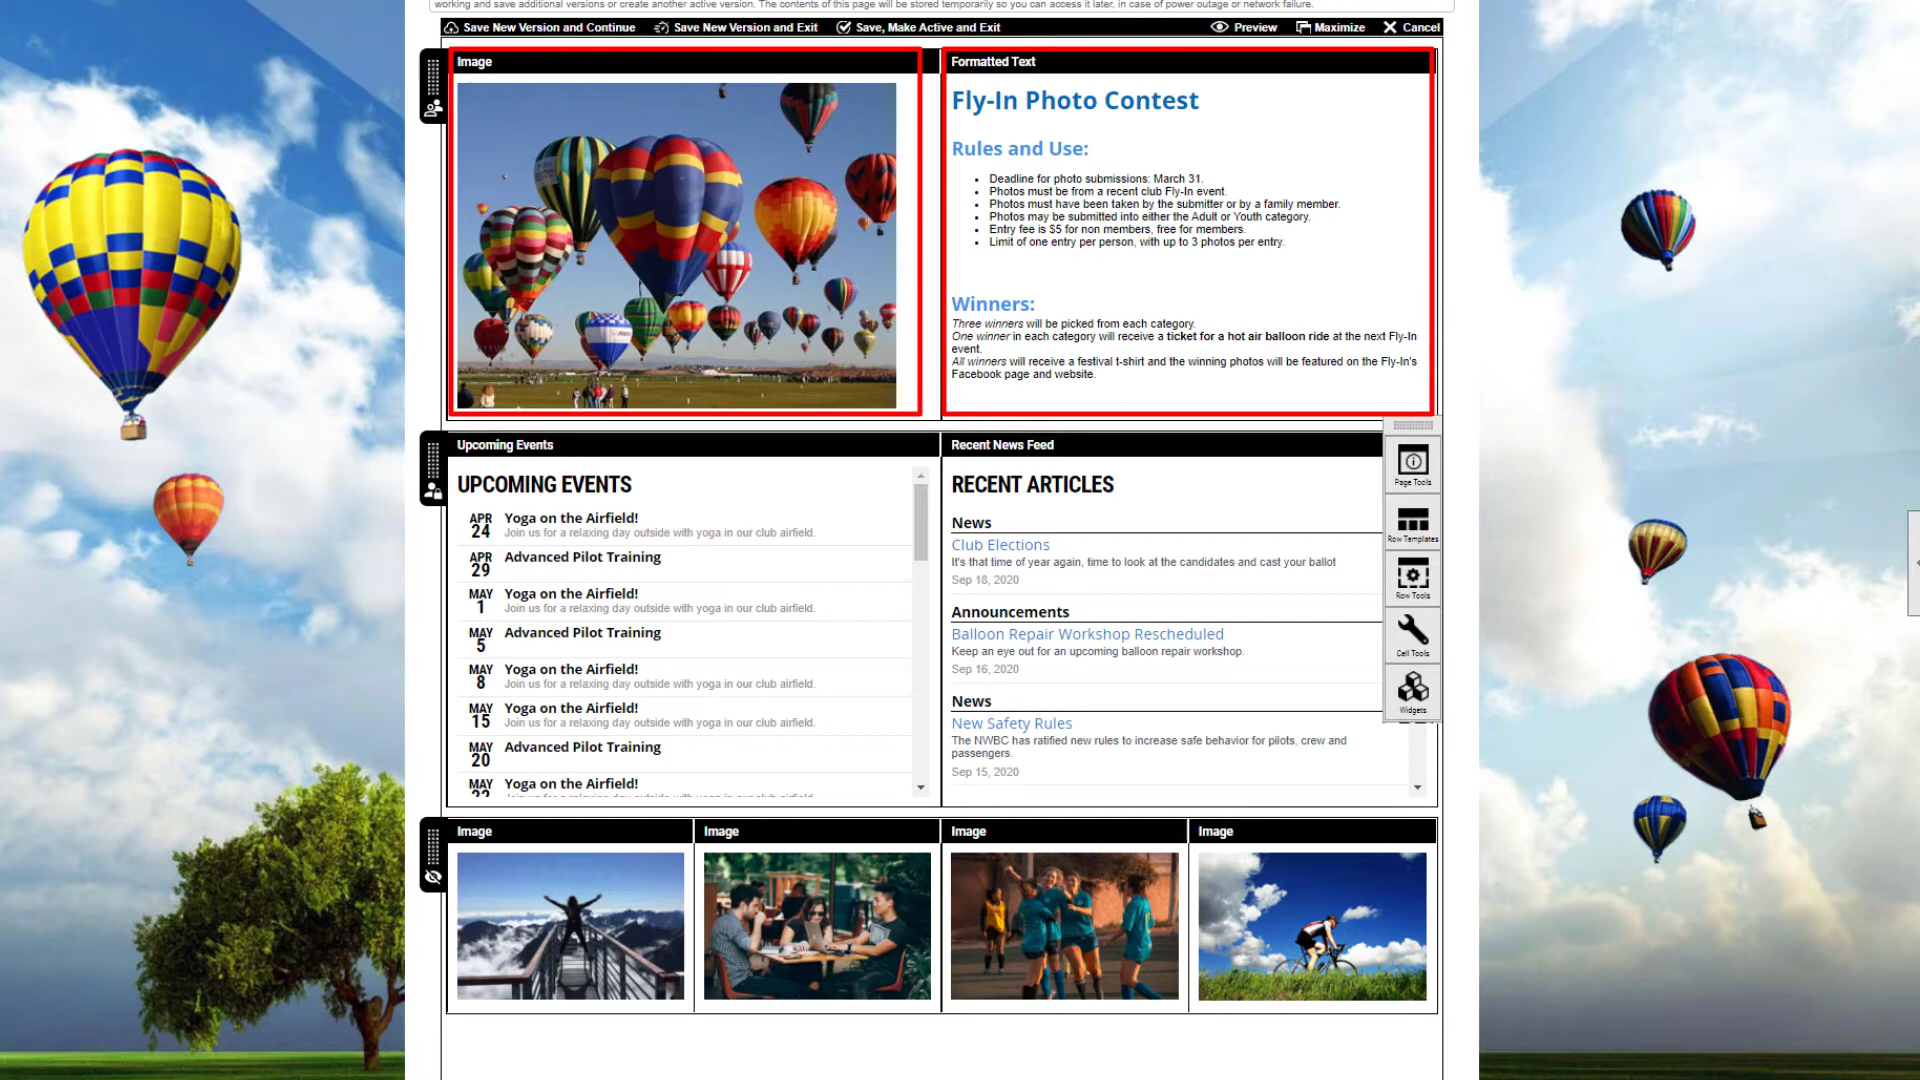 working and save additional versions or create another active version. The contents of this page will be stored temporarily so you can access it later, in case of power outage or network failure.
Save New Version and Continue Save New Version and Exit Save, Make Active and Exit Preview Maximize Cancel
Image
Formatted Text
Fly-In Photo Contest
Rules and Use:
• Deadline for photo submissions: March 31.
• Photos must be from a recent club Fly-In event.
• Photos must have been taken by the submitter or by a family member.
• Photos may be submitted into either the Adult or Youth category.
• Entry fee is $5 for non members, free for members.
• Limit of one entry per person, with up to 3 photos per entry.
Winners:
Three winners will be picked from each category.
One winner in each category will receive a ticket for a hot air balloon ride at the next Fly-In
event.
All winners will receive a festival t-shirt and the winning photos will be featured on the Fly-In's
Facebook page and website.
Upcoming Events
UPCOMING EVENTS
APR
24
Yoga on the Airfield!
Join us for a relaxing day outside with yoga in our club airfield.
APR
29
Advanced Pilot Training
MAY
1
Yoga on the Airfield!
Join us for a relaxing day outside with yoga in our club airfield.
MAY
5
Advanced Pilot Training
MAY
8
Yoga on the Airfield!
Join us for a relaxing day outside with yoga in our club airfield.
MAY
15
Yoga on the Airfield!
Join us for a relaxing day outside with yoga in our club airfield.
MAY
20
Advanced Pilot Training
MAY
22
Yoga on the Airfield!
Recent News Feed
RECENT ARTICLES
News
Club Elections
It's that time of year again, time to look at the candidates and cast your ballot
Sep 18, 2020
Announcements
Balloon Repair Workshop Rescheduled
Keep an eye out for an upcoming balloon repair workshop.
Sep 16, 2020
News
New Safety Rules
The NWBC has ratified new rules to increase safe behavior for pilots, crew and
passengers.
Sep 15, 2020
Page Tools
Row Templates
Row Tools
Cell Tools
Widgets
Image
Image
Image
Image